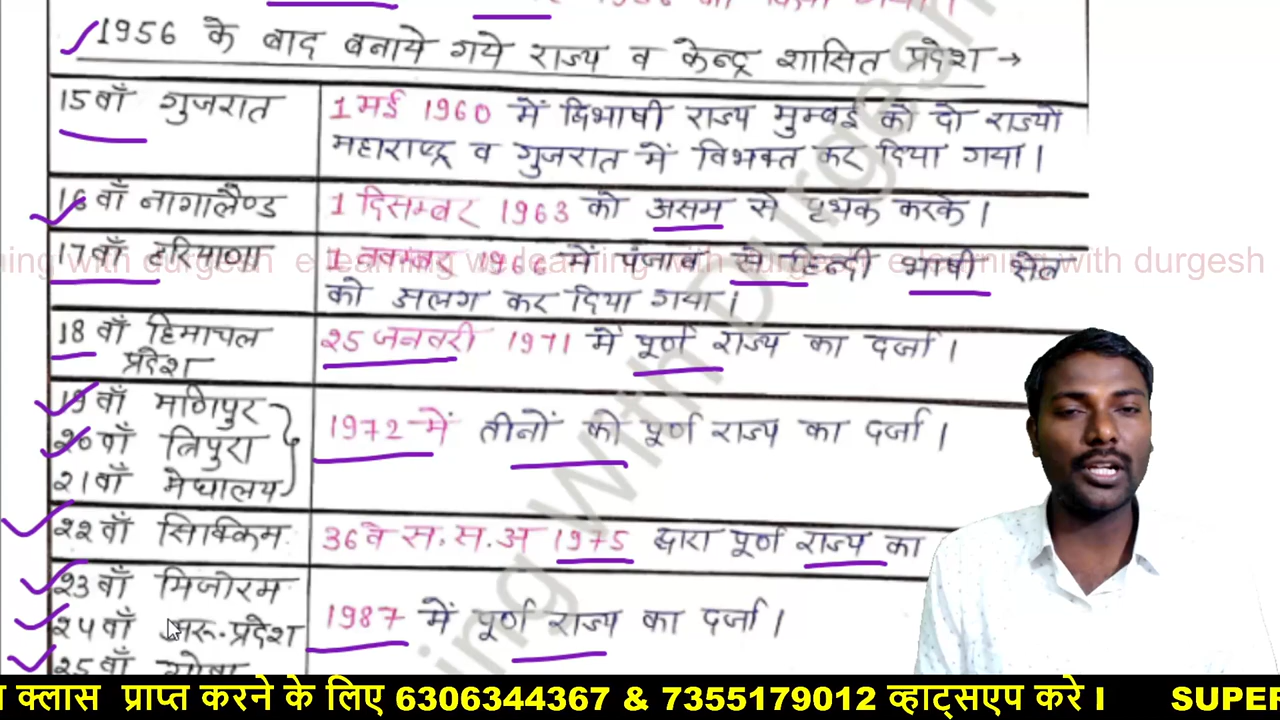 1956 के बाद बनाये गये राज्य व केन्द्र शासित प्रदेश →
15वाँ गुजरात
1 मई 1960 में द्विभाषी राज्य मुम्बई को दो राज्यों
महाराष्ट्र व गुजरात में विभक्त कर दिया गया।
16वाँ नागालैण्ड
1 दिसम्बर 1963 को असम से पृथक करके।
17वाँ हरियाणा
1 नवम्बर 1966 में पंजाब से हिन्दी भाषी क्षेत्र
को अलग कर दिया गया।
ning with durgesh e learning with durgesh
18वाँ हिमाचल
प्रदेश
25 जनवरी 1971 में पूर्ण राज्य का दर्जा।
19वाँ मणिपुर
20वाँ त्रिपुरा
21वाँ मेघालय
1972 में तीनों को पूर्ण राज्य का दर्जा।
22वाँ सिक्किम
36वे स.स.अ 1975 द्वारा पूर्ण राज्य का
23वाँ मिजोरम
24वाँ अरू.प्रदेश
25वाँ गोवा
1987 में पूर्ण राज्य का दर्जा।
ing with Durgesh
क्लास प्राप्त करने के लिए 6306344367 & 7355179012 व्हाट्सएप करे I SUPER